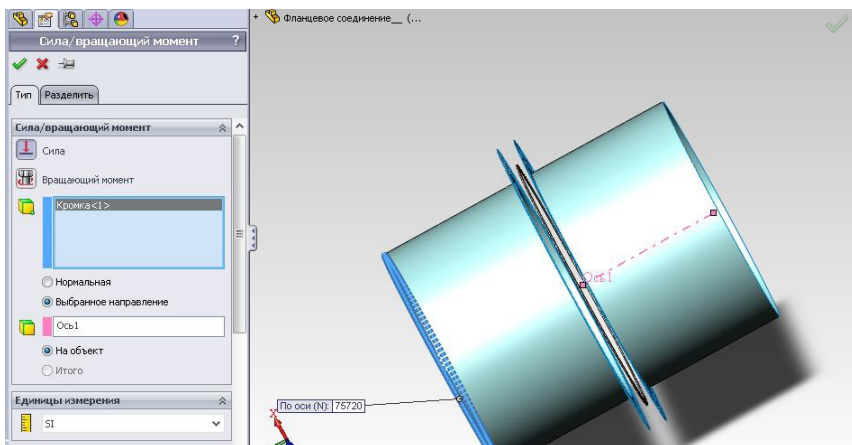 Фланцевое соединение__ (...
Сила/вращающий момент ?
Тип Разделить
Сила/вращающий момент
Сила
Вращающий момент
Кромка<1>
Нормальная
Выбранное направление
Ось1
На объект
Итого
Единицы измерения
SI
Ось1
По оси (N): 75720
X